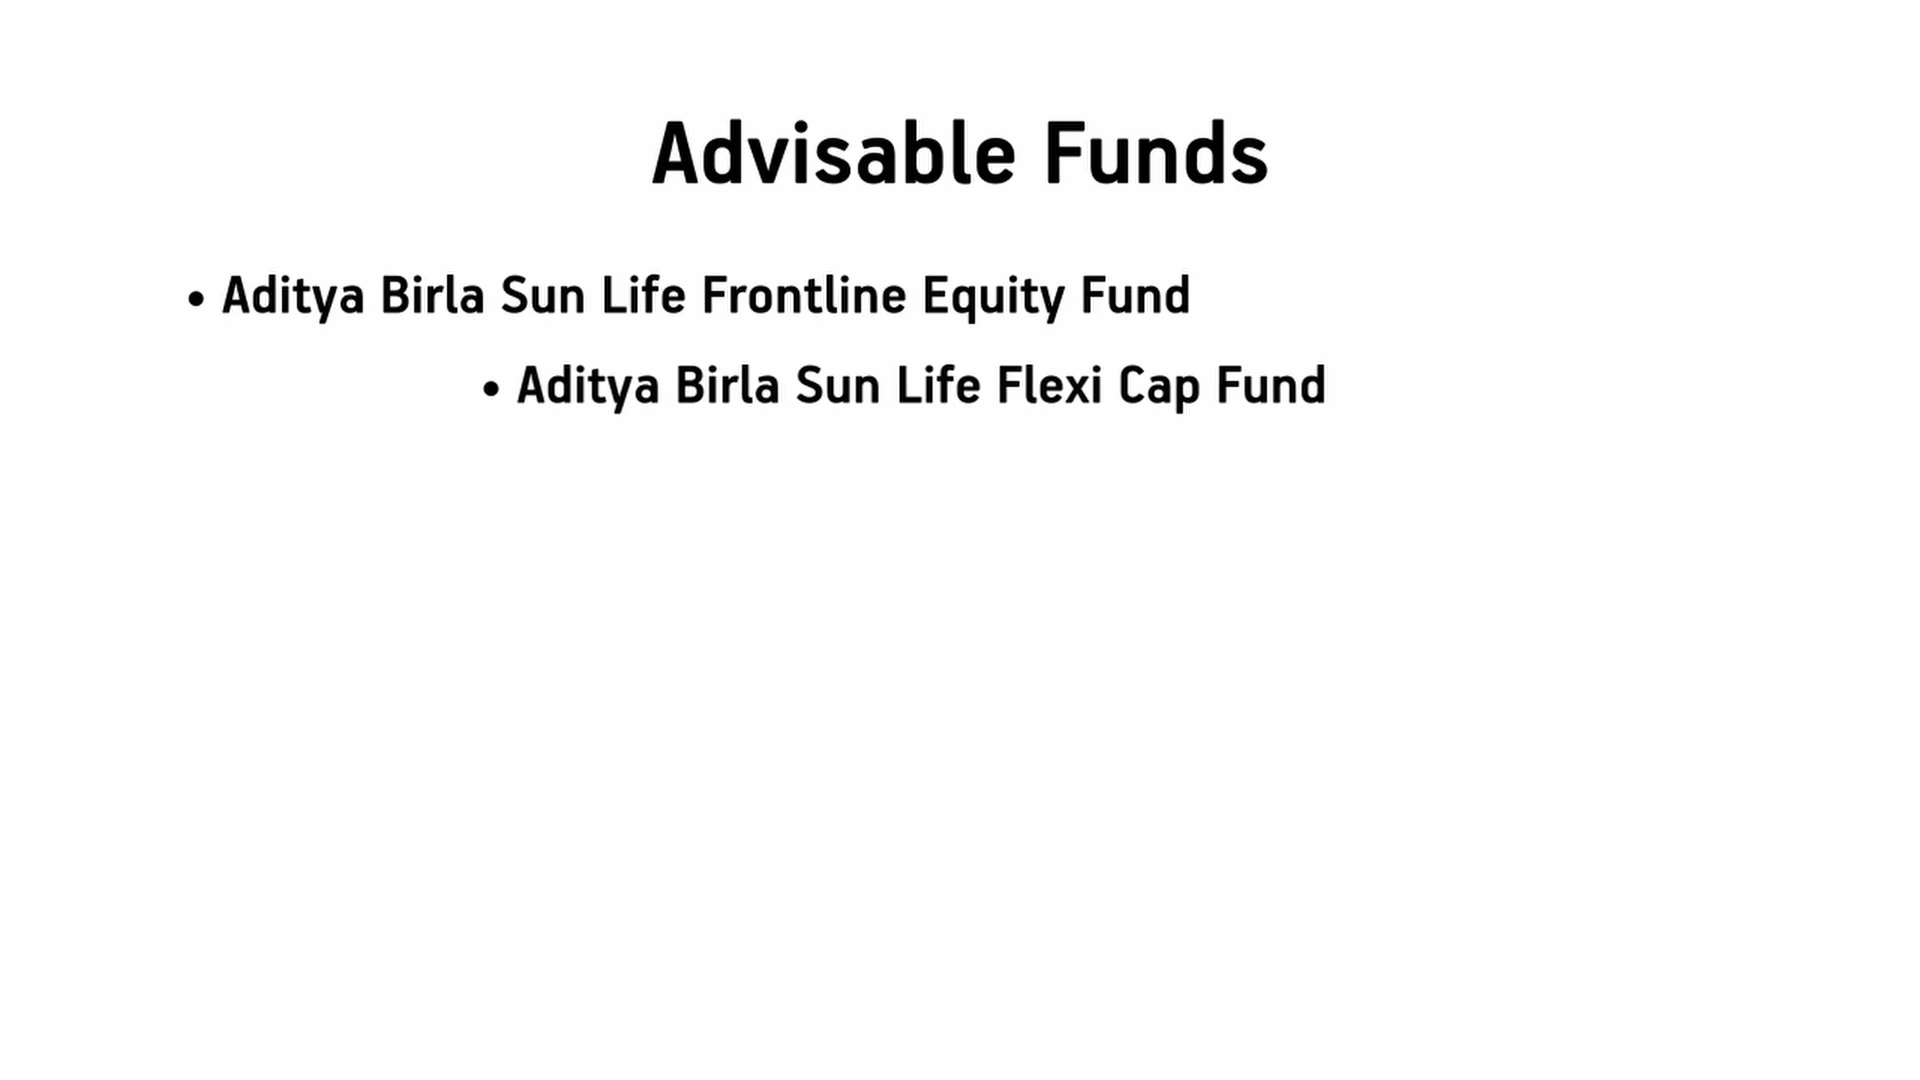 Advisable Funds
• Aditya Birla Sun Life Frontline Equity Fund
• Aditya Birla Sun Life Flexi Cap Fund